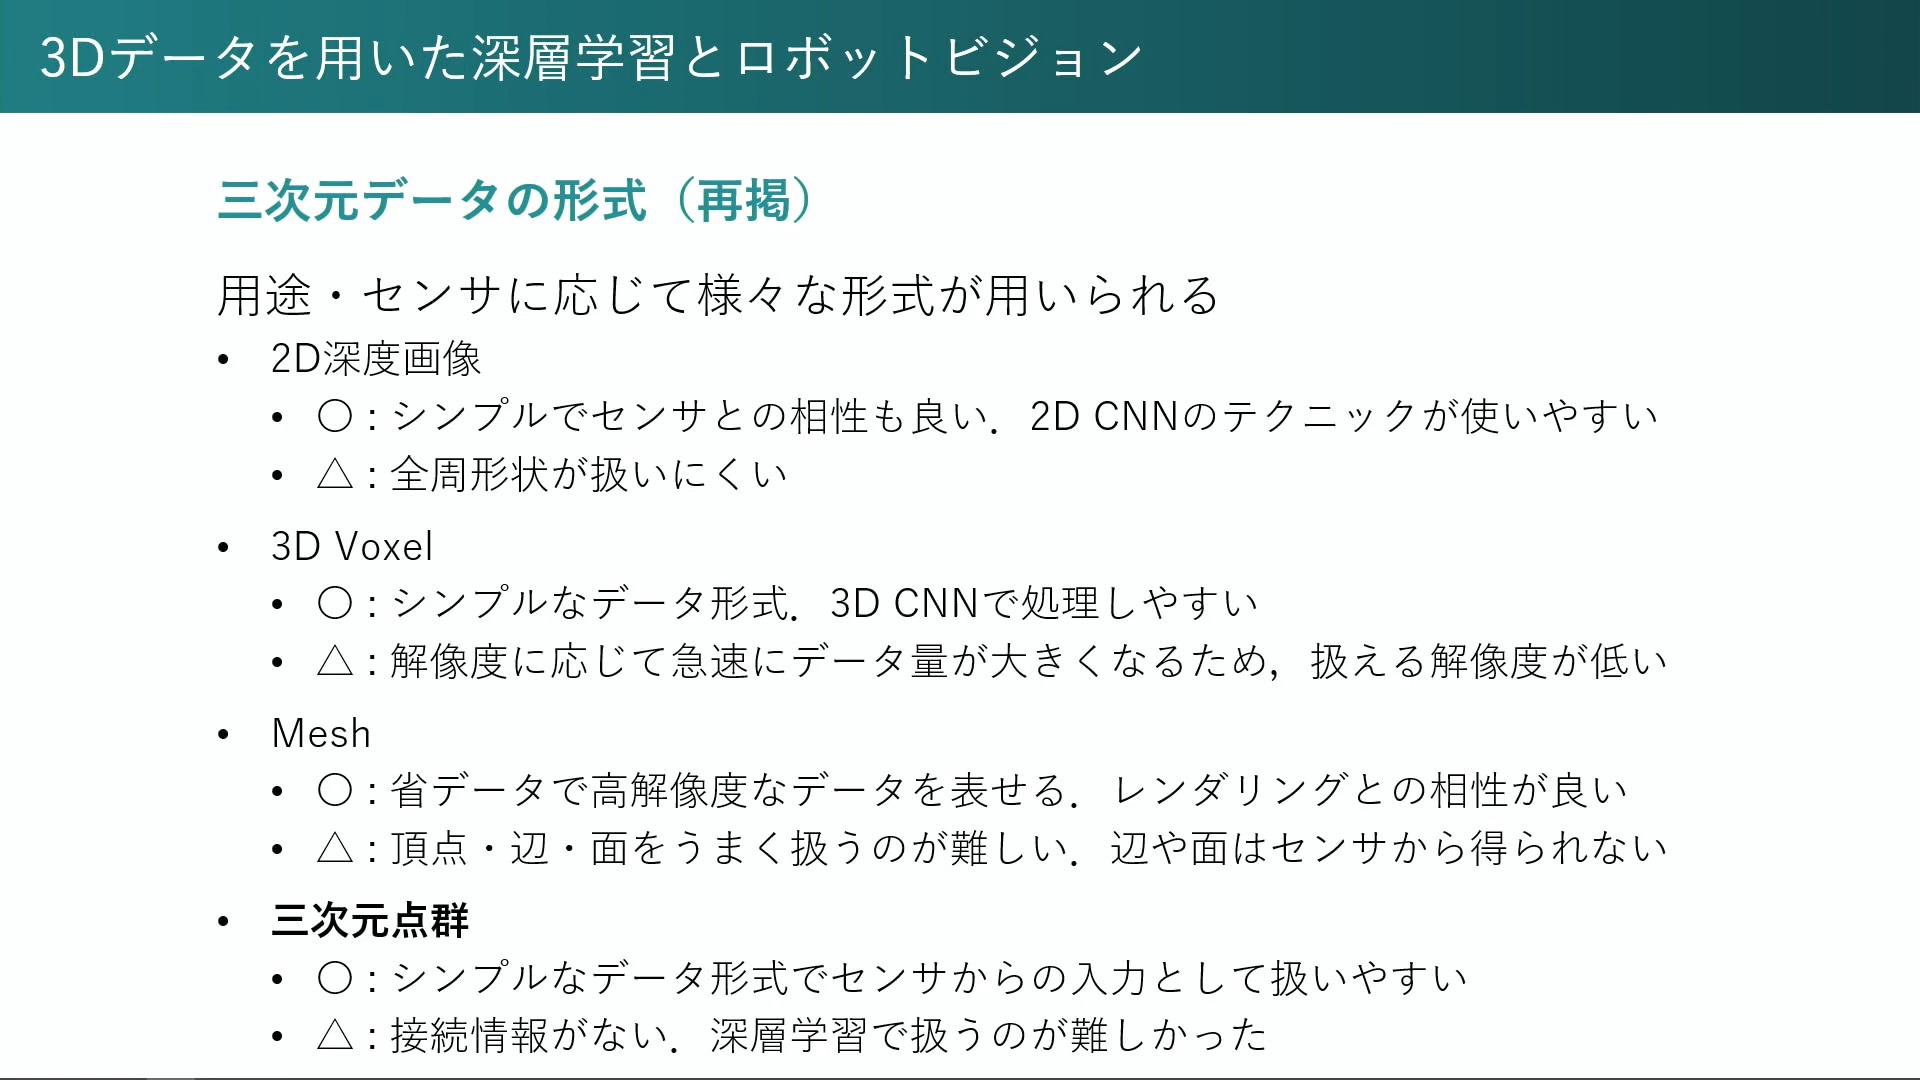 3Dデータを用いた深層学習とロボットビジョン
三次元データの形式（再掲）
用途・センサに応じて様々な形式が用いられる
• 2D深度画像
• 〇：シンプルでセンサとの相性も良い．2D CNNのテクニックが使いやすい
• △：全周形状が扱いにくい
• 3D Voxel
• 〇：シンプルなデータ形式．3D CNNで処理しやすい
• △：解像度に応じて急速にデータ量が大きくなるため，扱える解像度が低い
• Mesh
• 〇：省データで高解像度なデータを表せる．レンダリングとの相性が良い
• △：頂点・辺・面をうまく扱うのが難しい．辺や面はセンサから得られない
• 三次元点群
• 〇：シンプルなデータ形式でセンサからの入力として扱いやすい
• △：接続情報がない．深層学習で扱うのが難しかった